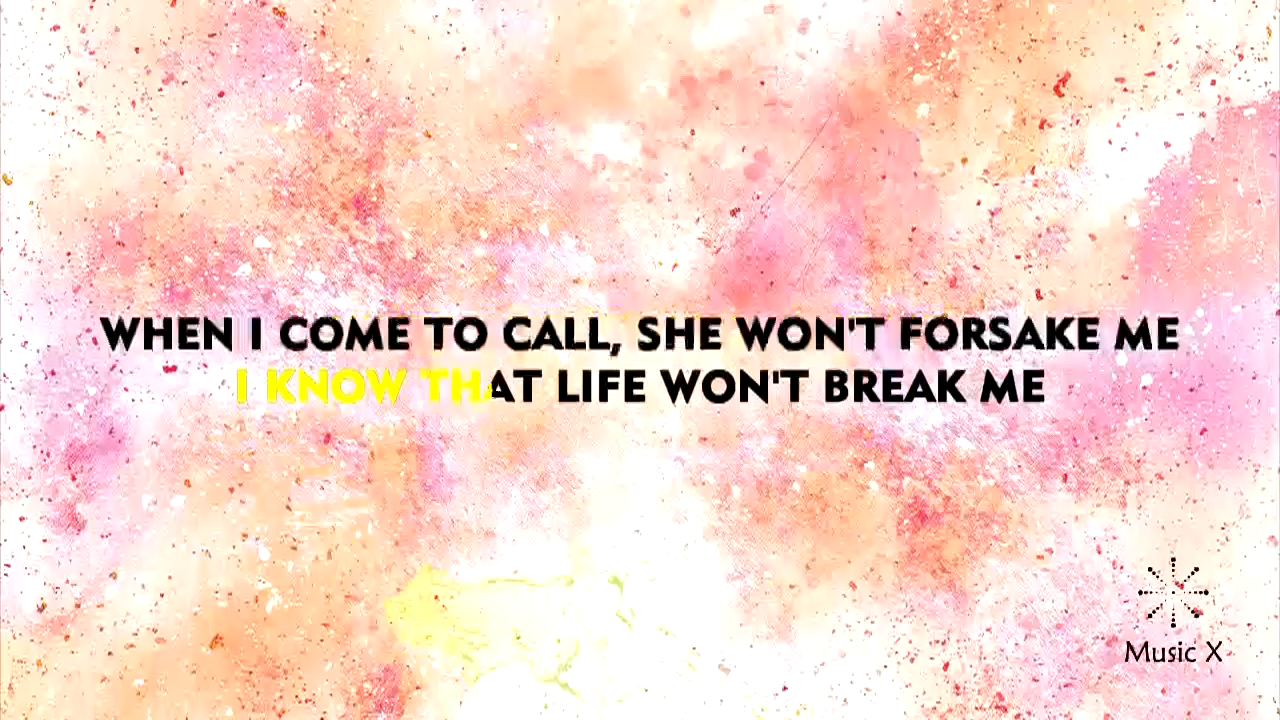 WHEN I COME TO CALL, SHE WON'T FORSAKE ME
I KNOW THAT LIFE WON'T BREAK ME
Music X